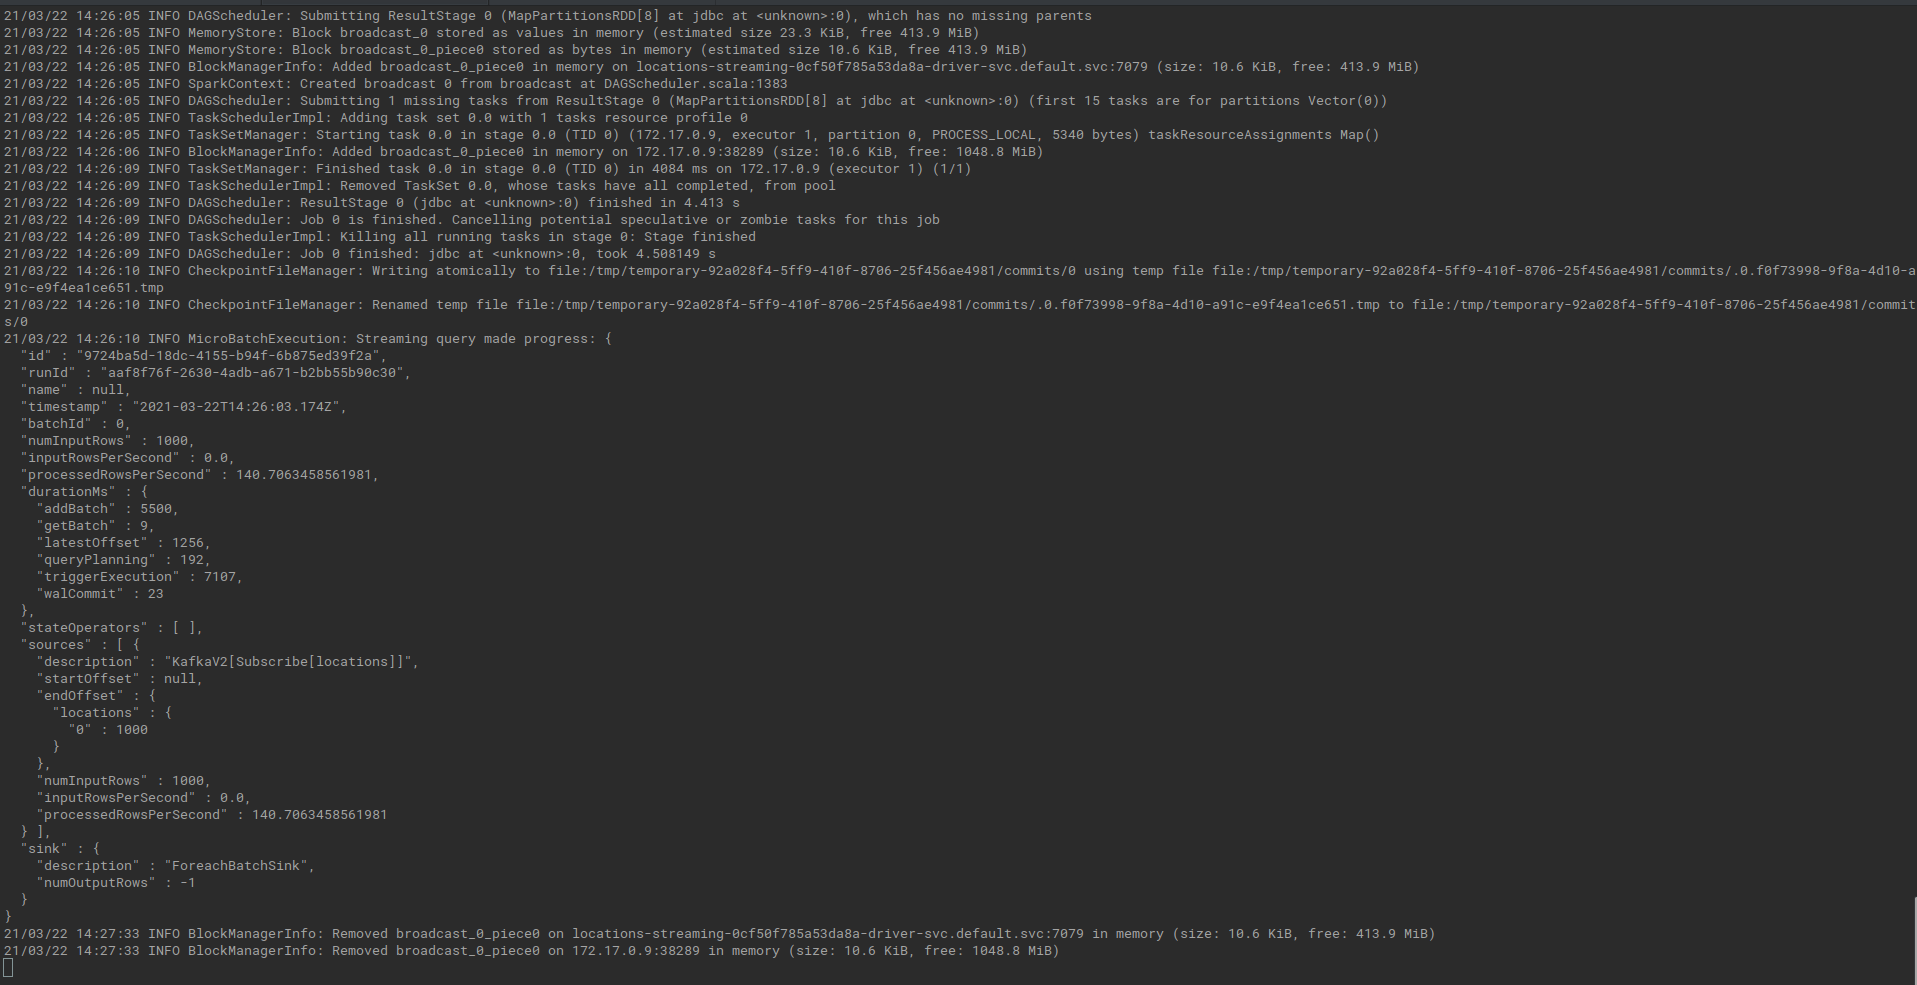 21/03/22 14:26:05 INFO DAGScheduler: Submitting ResultStage 0 (MapPartitionsRDD[8] at jdbc at <unknown>:0), which has no missing parents
21/03/22 14:26:05 INFO MemoryStore: Block broadcast_0 stored as values in memory (estimated size 23.3 KiB, free 413.9 MiB)
21/03/22 14:26:05 INFO MemoryStore: Block broadcast_0_piece0 stored as bytes in memory (estimated size 10.6 KiB, free 413.9 MiB)
21/03/22 14:26:05 INFO BlockManagerInfo: Added broadcast_0_piece0 in memory on locations-streaming-0cf50f785a53da8a-driver-svc.default.svc:7079 (size: 10.6 KiB, free: 413.9 MiB)
21/03/22 14:26:05 INFO SparkContext: Created broadcast 0 from broadcast at DAGScheduler.scala:1383
21/03/22 14:26:05 INFO DAGScheduler: Submitting 1 missing tasks from ResultStage 0 (MapPartitionsRDD[8] at jdbc at <unknown>:0) (first 15 tasks are for partitions Vector(0))
21/03/22 14:26:05 INFO TaskSchedulerImpl: Adding task set 0.0 with 1 tasks resource profile 0
21/03/22 14:26:05 INFO TaskSetManager: Starting task 0.0 in stage 0.0 (TID 0) (172.17.0.9, executor 1, partition 0, PROCESS_LOCAL, 5340 bytes) taskResourceAssignments Map()
21/03/22 14:26:06 INFO BlockManagerInfo: Added broadcast_0_piece0 in memory on 172.17.0.9:38289 (size: 10.6 KiB, free: 1048.8 MiB)
21/03/22 14:26:09 INFO TaskSetManager: Finished task 0.0 in stage 0.0 (TID 0) in 4084 ms on 172.17.0.9 (executor 1) (1/1)
21/03/22 14:26:09 INFO TaskSchedulerImpl: Removed TaskSet 0.0, whose tasks have all completed, from pool
21/03/22 14:26:09 INFO DAGScheduler: ResultStage 0 (jdbc at <unknown>:0) finished in 4.413 s
21/03/22 14:26:09 INFO DAGScheduler: Job 0 is finished. Cancelling potential speculative or zombie tasks for this job
21/03/22 14:26:09 INFO TaskSchedulerImpl: Killing all running tasks in stage 0: Stage finished
21/03/22 14:26:09 INFO DAGScheduler: Job 0 finished: jdbc at <unknown>:0, took 4.508149 s
21/03/22 14:26:10 INFO CheckpointFileManager: Writing atomically to file:/tmp/temporary-92a028f4-5ff9-410f-8706-25f456ae4981/commits/0 using temp file file:/tmp/temporary-92a028f4-5ff9-410f-8706-25f456ae4981/commits/.0.f0f73998-9f8a-4d10-a
91c-e9f4ea1ce651.tmp
21/03/22 14:26:10 INFO CheckpointFileManager: Renamed temp file file:/tmp/temporary-92a028f4-5ff9-410f-8706-25f456ae4981/commits/.0.f0f73998-9f8a-4d10-a91c-e9f4ea1ce651.tmp to file:/tmp/temporary-92a028f4-5ff9-410f-8706-25f456ae4981/commit
s/0
21/03/22 14:26:10 INFO MicroBatchExecution: Streaming query made progress: {
  "id" : "9724ba5d-18dc-4155-b94f-6b875ed39f2a",
  "runId" : "aaf8f76f-2630-4adb-a671-b2bb55b90c30",
  "name" : null,
  "timestamp" : "2021-03-22T14:26:03.174Z",
  "batchId" : 0,
  "numInputRows" : 1000,
  "inputRowsPerSecond" : 0.0,
  "processedRowsPerSecond" : 140.7063458561981,
  "durationMs" : {
    "addBatch" : 5500,
    "getBatch" : 9,
    "latestOffset" : 1256,
    "queryPlanning" : 192,
    "triggerExecution" : 7107,
    "walCommit" : 23
  },
  "stateOperators" : [ ],
  "sources" : [ {
    "description" : "KafkaV2[Subscribe[locations]]",
    "startOffset" : null,
    "endOffset" : {
      "locations" : {
        "0" : 1000
      }
    },
    "numInputRows" : 1000,
    "inputRowsPerSecond" : 0.0,
    "processedRowsPerSecond" : 140.7063458561981
  } ],
  "sink" : {
    "description" : "ForeachBatchSink",
    "numOutputRows" : -1
  }
}
21/03/22 14:27:33 INFO BlockManagerInfo: Removed broadcast_0_piece0 on locations-streaming-0cf50f785a53da8a-driver-svc.default.svc:7079 in memory (size: 10.6 KiB, free: 413.9 MiB)
21/03/22 14:27:33 INFO BlockManagerInfo: Removed broadcast_0_piece0 on 172.17.0.9:38289 in memory (size: 10.6 KiB, free: 1048.8 MiB)